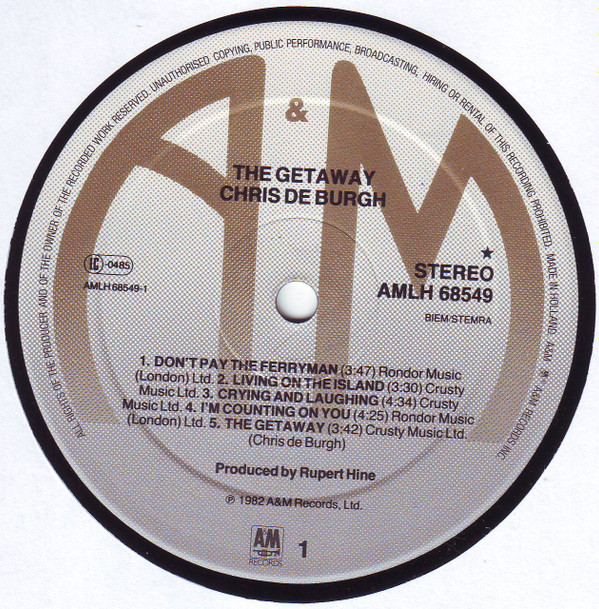 ALL RIGHTS OF THE PRODUCER AND OF THE OWNER OF THE RECORDED WORK RESERVED. UNAUTHORISED COPYING, PUBLIC PERFORMANCE, BROADCASTING, HIRING OR RENTAL OF THIS RECORDING PROHIBITED. MADE IN HOLLAND. A&M ® A&M RECORDS INC.
A&M
THE GETAWAY
CHRIS DE BURGH
LC-0485
AMLH 68549-1
★
STEREO
AMLH 68549
BIEM/STEMRA
1. DON'T PAY THE FERRYMAN (3:47) Rondor Music
(London) Ltd. 2. LIVING ON THE ISLAND (3:30) Crusty
Music Ltd. 3. CRYING AND LAUGHING (4:34) Crusty
Music Ltd. 4. I'M COUNTING ON YOU (4:25) Rondor Music
(London) Ltd. 5. THE GETAWAY (3:42) Crusty Music Ltd.
(Chris de Burgh)
Produced by Rupert Hine
℗ 1982 A&M Records, Ltd.
A&M
RECORDS
1